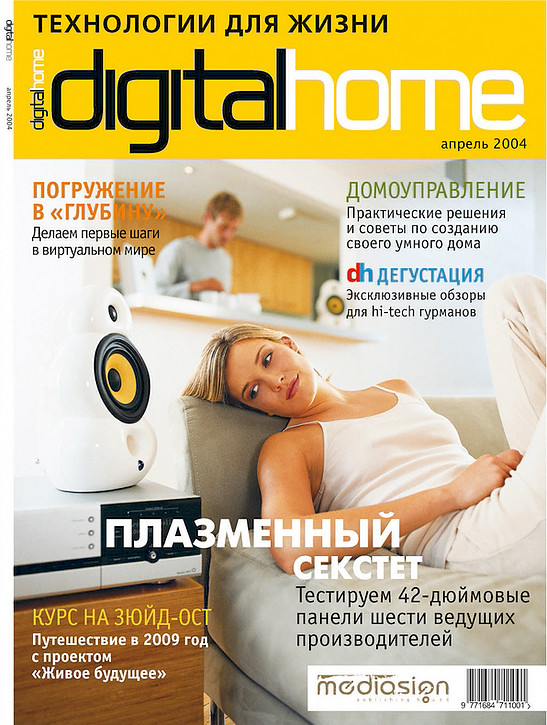 ТЕХНОЛОГИИ ДЛЯ ЖИЗНИ
digitalhome
апрель 2004
digitalhome
digitalhome
апрель 2004
ПОГРУЖЕНИЕ
В «ГЛУБИНУ»
Делаем первые шаги
в виртуальном мире
ДОМОУПРАВЛЕНИЕ
Практические решения
и советы по созданию
своего умного дома
dh ДЕГУСТАЦИЯ
Эксклюзивные обзоры
для hi-tech гурманов
ПЛАЗМЕННЫЙ
СЕКСТЕТ
Тестируем 42-дюймовые
панели шести ведущих
производителей
КУРС НА ЗЮЙД-ОСТ
Путешествие в 2009 год
с проектом
«Живое будущее»
mediasign
publishing house
9 771684 711001 >